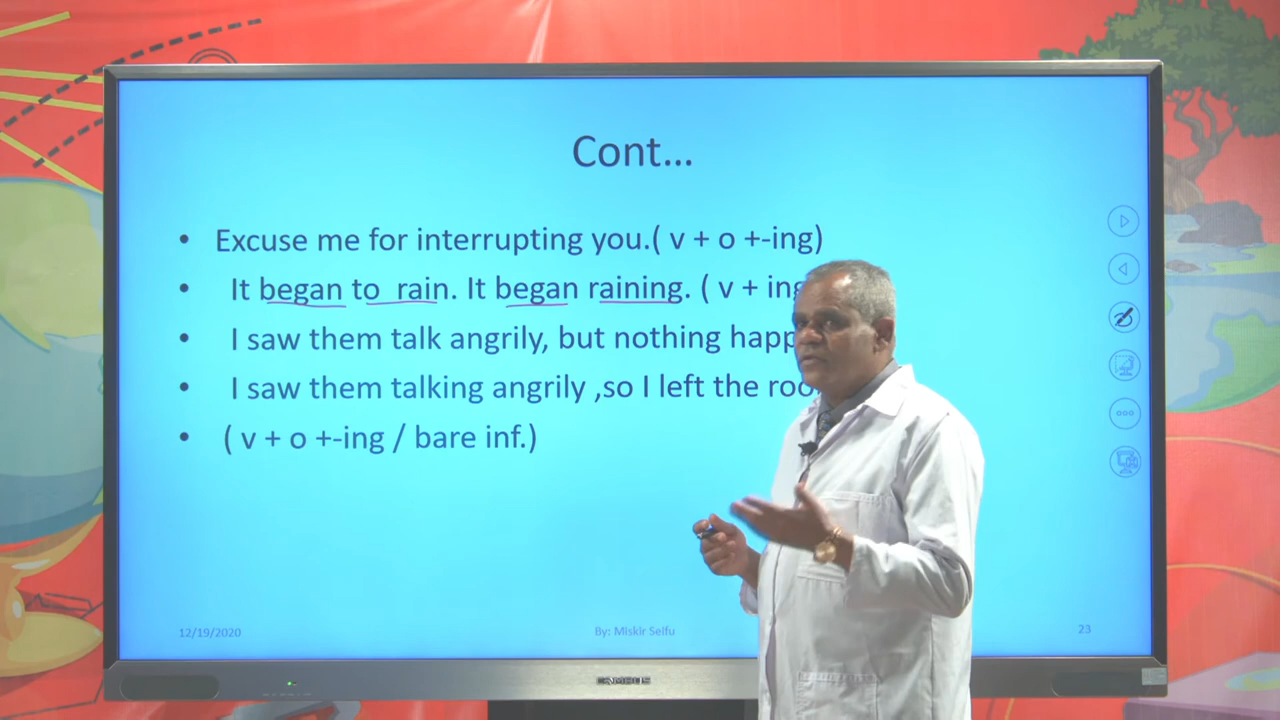 Cont...
• Excuse me for interrupting you.( v + o +-ing)
• It began to rain. It began raining. ( v + ing
• I saw them talk angrily, but nothing happ
• I saw them talking angrily ,so I left the roo
• ( v + o +-ing / bare inf.)
12/19/2020
By: Miskir Seifu
23